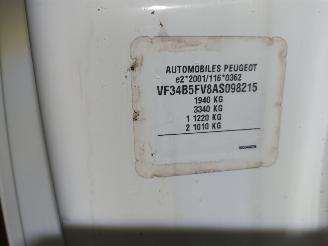 AUTOMOBILES PEUGEOT
e2*2001/116*0362
VF34B5FV8AS098215
1940 KG
3340 KG
1 1220 KG
2 1010 KG